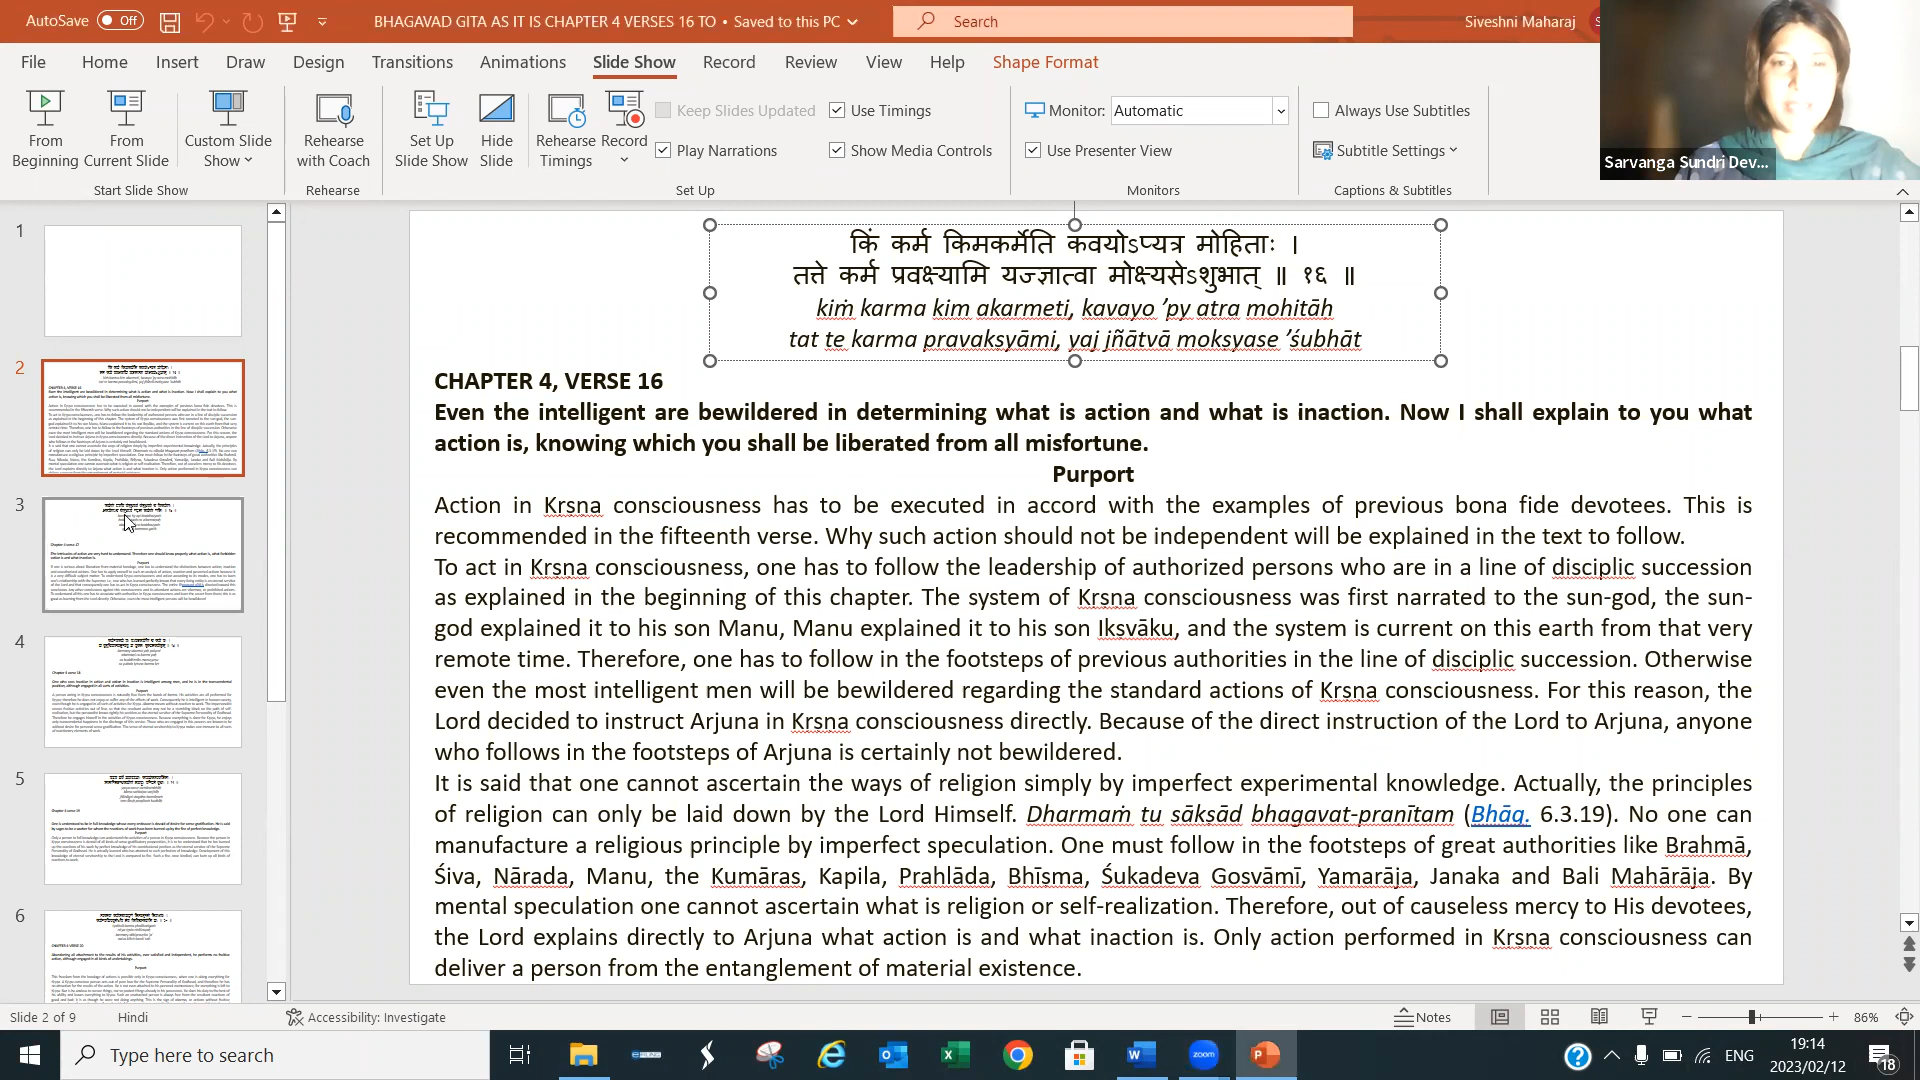 AutoSave Off BHAGAVAD GITA AS IT IS CHAPTER 4 VERSES 16 TO • Saved to this PC Search Siveshni Maharaj S
File Home Insert Draw Design Transitions Animations Slide Show Record Review View Help Shape Format
From Beginning
From Current Slide
Custom Slide Show
Start Slide Show
Rehearse with Coach
Rehearse
Set Up Slide Show
Hide Slide
Rehearse Timings
Record
Keep Slides Updated
Play Narrations
Use Timings
Show Media Controls
Set Up
Monitor: Automatic
Use Presenter View
Monitors
Always Use Subtitles
Subtitle Settings
Captions & Subtitles
Sarvanga Sundri Dev...
1
2
3
4
5
6
किं कर्म किमकर्मेति कवयोऽप्यत्र मोहिताः ।
तत्ते कर्म प्रवक्ष्यामि यज्ज्ञात्वा मोक्ष्यसेऽशुभात् ॥ १६ ॥
kiṁ karma kim akarmeti, kavayo ’py atra mohitāḥ
tat te karma pravakṣyāmi, yaj jñātvā mokṣyase ’śubhāt
CHAPTER 4, VERSE 16
Even the intelligent are bewildered in determining what is action and what is inaction. Now I shall explain to you what
action is, knowing which you shall be liberated from all misfortune.
Purport
Action in Kṛṣṇa consciousness has to be executed in accord with the examples of previous bona fide devotees. This is
recommended in the fifteenth verse. Why such action should not be independent will be explained in the text to follow.
To act in Kṛṣṇa consciousness, one has to follow the leadership of authorized persons who are in a line of disciplic succession
as explained in the beginning of this chapter. The system of Kṛṣṇa consciousness was first narrated to the sun-god, the sun-
god explained it to his son Manu, Manu explained it to his son Ikṣvāku, and the system is current on this earth from that very
remote time. Therefore, one has to follow in the footsteps of previous authorities in the line of disciplic succession. Otherwise
even the most intelligent men will be bewildered regarding the standard actions of Kṛṣṇa consciousness. For this reason, the
Lord decided to instruct Arjuna in Kṛṣṇa consciousness directly. Because of the direct instruction of the Lord to Arjuna, anyone
who follows in the footsteps of Arjuna is certainly not bewildered.
It is said that one cannot ascertain the ways of religion simply by imperfect experimental knowledge. Actually, the principles
of religion can only be laid down by the Lord Himself. Dharmaṁ tu sākṣād bhagavat-praṇītam (Bhāg. 6.3.19). No one can
manufacture a religious principle by imperfect speculation. One must follow in the footsteps of great authorities like Brahmā,
Śiva, Nārada, Manu, the Kumāras, Kapila, Prahlāda, Bhīṣma, Śukadeva Gosvāmī, Yamarāja, Janaka and Bali Mahārāja. By
mental speculation one cannot ascertain what is religion or self-realization. Therefore, out of causeless mercy to His devotees,
the Lord explains directly to Arjuna what action is and what inaction is. Only action performed in Kṛṣṇa consciousness can
deliver a person from the entanglement of material existence.
Slide 2 of 9 Hindi Accessibility: Investigate Notes 86%
Type here to search ENG 19:14
2023/02/12 18